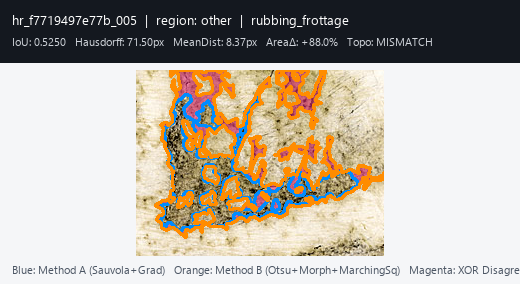 hr_f7719497e77b_005 | region: other | rubbing_frottage
IoU: 0.5250 Hausdorff: 71.50px MeanDist: 8.37px AreaΔ: +88.0% Topo: MISMATCH
Blue: Method A (Sauvola+Grad) Orange: Method B (Otsu+Morph+MarchingSq) Magenta: XOR Disagre